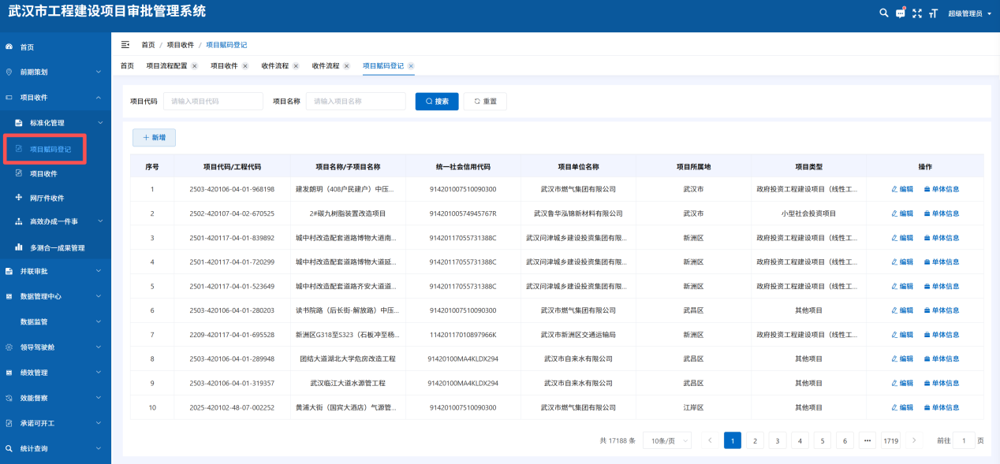 武汉市工程建设项目审批管理系统
超级管理员
首页
前期策划
项目收件
标准化管理
项目赋码登记
项目收件
网厅件收件
高效办成一件事
多测合一成果管理
并联审批
数据管理中心
数据监管
领导驾驶舱
绩效管理
效能督察
承诺可开工
统计查询
首页 / 项目收件 / 项目赋码登记
首页 项目流程配置 × 项目收件 × 收件流程 × 收件流程 × 项目赋码登记 ×
项目代码 请输入项目代码 项目名称 请输入项目名称 搜索 重置
+ 新增
序号 项目代码/工程代码 项目名称/子项目名称 统一社会信用代码 项目单位名称 项目所属地 项目类型 操作
1 2503-420106-04-01-968198 建发朗玥（408户民建户）中压... 914201007510090300 武汉市燃气集团有限公司 武汉市 政府投资工程建设项目（线性工... 编辑 单体信息
2 2502-420107-04-02-670525 2#碳九树脂装置改造项目 91420100574945767R 武汉鲁华泓锦新材料有限公司 武汉市 小型社会投资项目 编辑 单体信息
3 2501-420117-04-01-839892 城中村改造配套道路博物大道南... 91420117055731388C 武汉问津城乡建设投资集团有限... 新洲区 政府投资工程建设项目（线性工... 编辑 单体信息
4 2501-420117-04-01-720299 城中村改造配套道路博物大道延... 91420117055731388C 武汉问津城乡建设投资集团有限... 新洲区 政府投资工程建设项目（线性工... 编辑 单体信息
5 2501-420117-04-01-523649 城中村改造配套道路齐安大道道... 91420117055731388C 武汉问津城乡建设投资集团有限... 新洲区 政府投资工程建设项目（线性工... 编辑 单体信息
6 2503-420106-04-01-280203 读书院路（后长街-解放路）中压... 914201007510090300 武汉市燃气集团有限公司 武昌区 其他项目 编辑 单体信息
7 2209-420117-04-01-695528 新洲区G318至S323（石板冲至杨... 11420117010897966K 武汉市新洲区交通运输局 新洲区 政府投资工程建设项目（线性工... 编辑 单体信息
8 2503-420106-04-01-289948 团结大道湖北大学危房改造工程 91420100MA4KLDX294 武汉市自来水有限公司 武昌区 其他项目 编辑 单体信息
9 2503-420106-04-01-319357 武汉临江大道水源管工程 91420100MA4KLDX294 武汉市自来水有限公司 武昌区 其他项目 编辑 单体信息
10 2025-420102-48-07-002252 黄浦大街（国宾大酒店）气源管... 914201007510090300 武汉市燃气集团有限公司 江岸区 其他项目 编辑 单体信息
共 17188 条 10条/页 < 1 2 3 4 5 6 ... 1719 > 前往 1 页